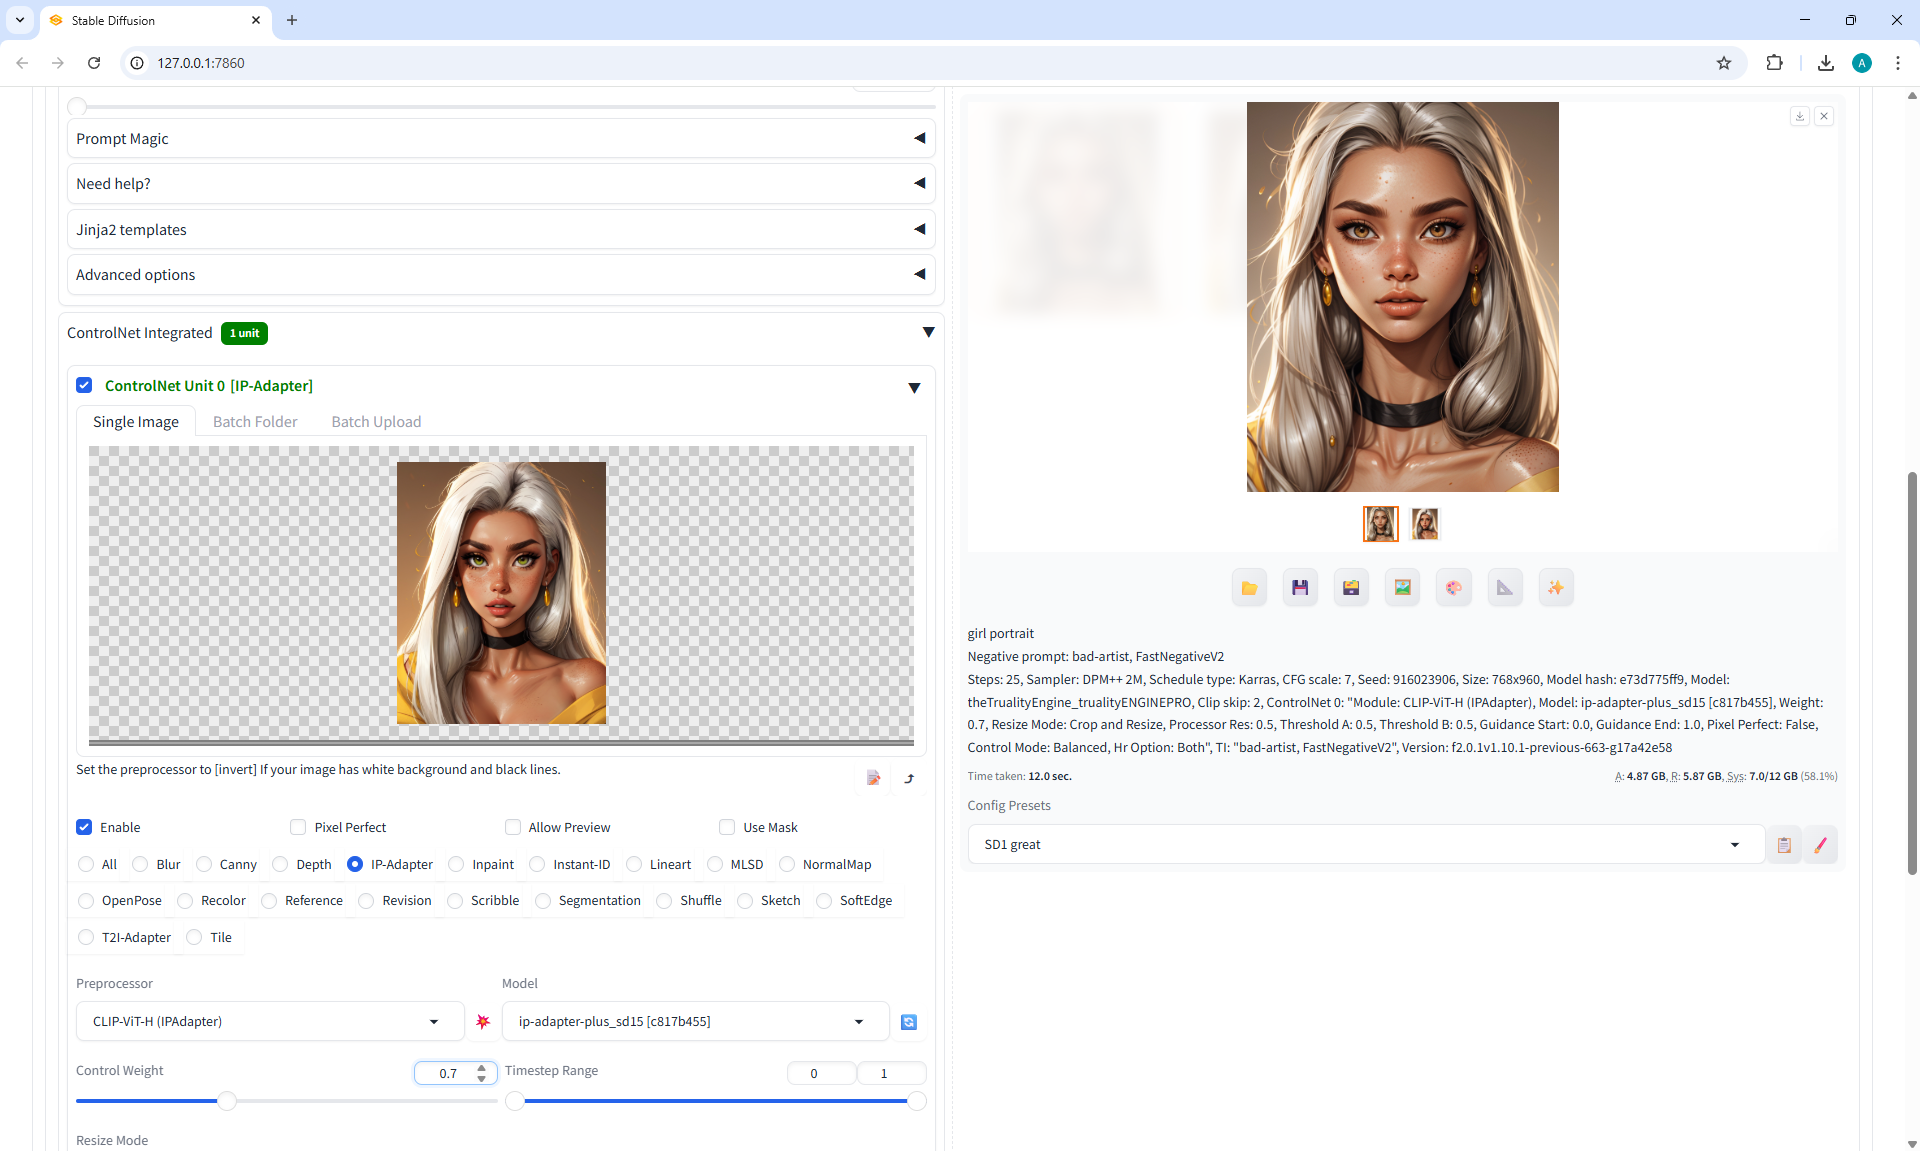 Stable Diffusion
127.0.0.1:7860
A
Prompt Magic
Need help?
Jinja2 templates
Advanced options
ControlNet Integrated 1 unit
ControlNet Unit 0 [IP-Adapter]
Single Image Batch Folder Batch Upload
Set the preprocessor to [invert] If your image has white background and black lines.
Enable Pixel Perfect Allow Preview Use Mask
All Blur Canny Depth IP-Adapter Inpaint Instant-ID Lineart MLSD NormalMap
OpenPose Recolor Reference Revision Scribble Segmentation Shuffle Sketch SoftEdge
T2I-Adapter Tile
Preprocessor Model
CLIP-ViT-H (IPAdapter) ip-adapter-plus_sd15 [c817b455]
Control Weight 0.7 Timestep Range 0 1
Resize Mode
girl portrait
Negative prompt: bad-artist, FastNegativeV2
Steps: 25, Sampler: DPM++ 2M, Schedule type: Karras, CFG scale: 7, Seed: 916023906, Size: 768x960, Model hash: e73d775ff9, Model:
theTrualityEngine_trualityENGINEPRO, Clip skip: 2, ControlNet 0: "Module: CLIP-ViT-H (IPAdapter), Model: ip-adapter-plus_sd15 [c817b455], Weight:
0.7, Resize Mode: Crop and Resize, Processor Res: 0.5, Threshold A: 0.5, Threshold B: 0.5, Guidance Start: 0.0, Guidance End: 1.0, Pixel Perfect: False,
Control Mode: Balanced, Hr Option: Both", TI: "bad-artist, FastNegativeV2", Version: f2.0.1v1.10.1-previous-663-g17a42e58
Time taken: 12.0 sec. A: 4.87 GB, R: 5.87 GB, Sys: 7.0/12 GB (58.1%)
Config Presets
SD1 great